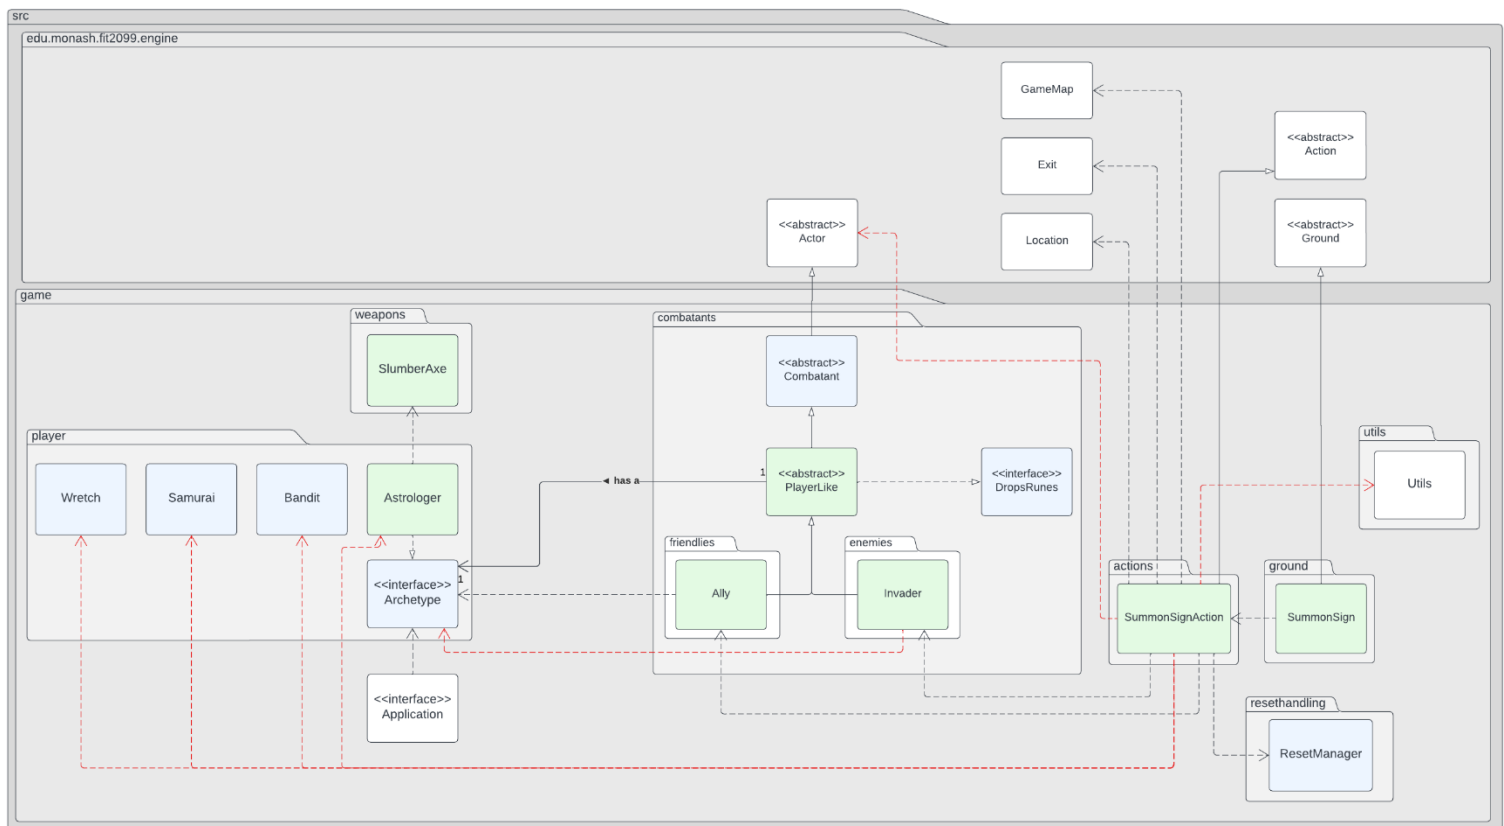 src
edu.monash.fit2099.engine
GameMap
<<abstract>>
Action
Exit
<<abstract>>
Actor
Location
<<abstract>>
Ground
game
weapons
SlumberAxe
combatants
<<abstract>>
Combatant
player
Wretch
Samurai
Bandit
Astrologer
◄ has a
1
<<abstract>>
PlayerLike
<<interface>>
DropsRunes
utils
Utils
<<interface>>
Archetype
1
friendlies
Ally
enemies
Invader
actions
SummonSignAction
ground
SummonSign
<<interface>>
Application
resethandling
ResetManager